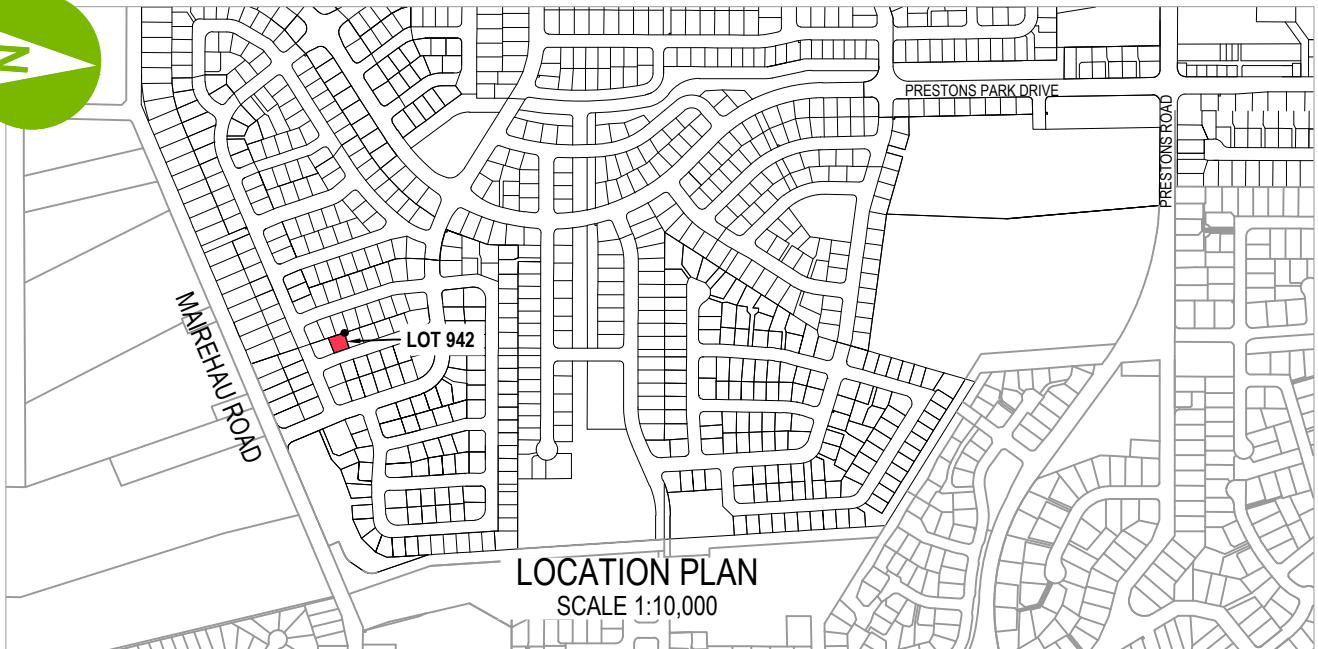 N
PRESTONS PARK DRIVE
PRESTONS ROAD
MAIREHAU ROAD
LOT 942
LOCATION PLAN
SCALE 1:10,000